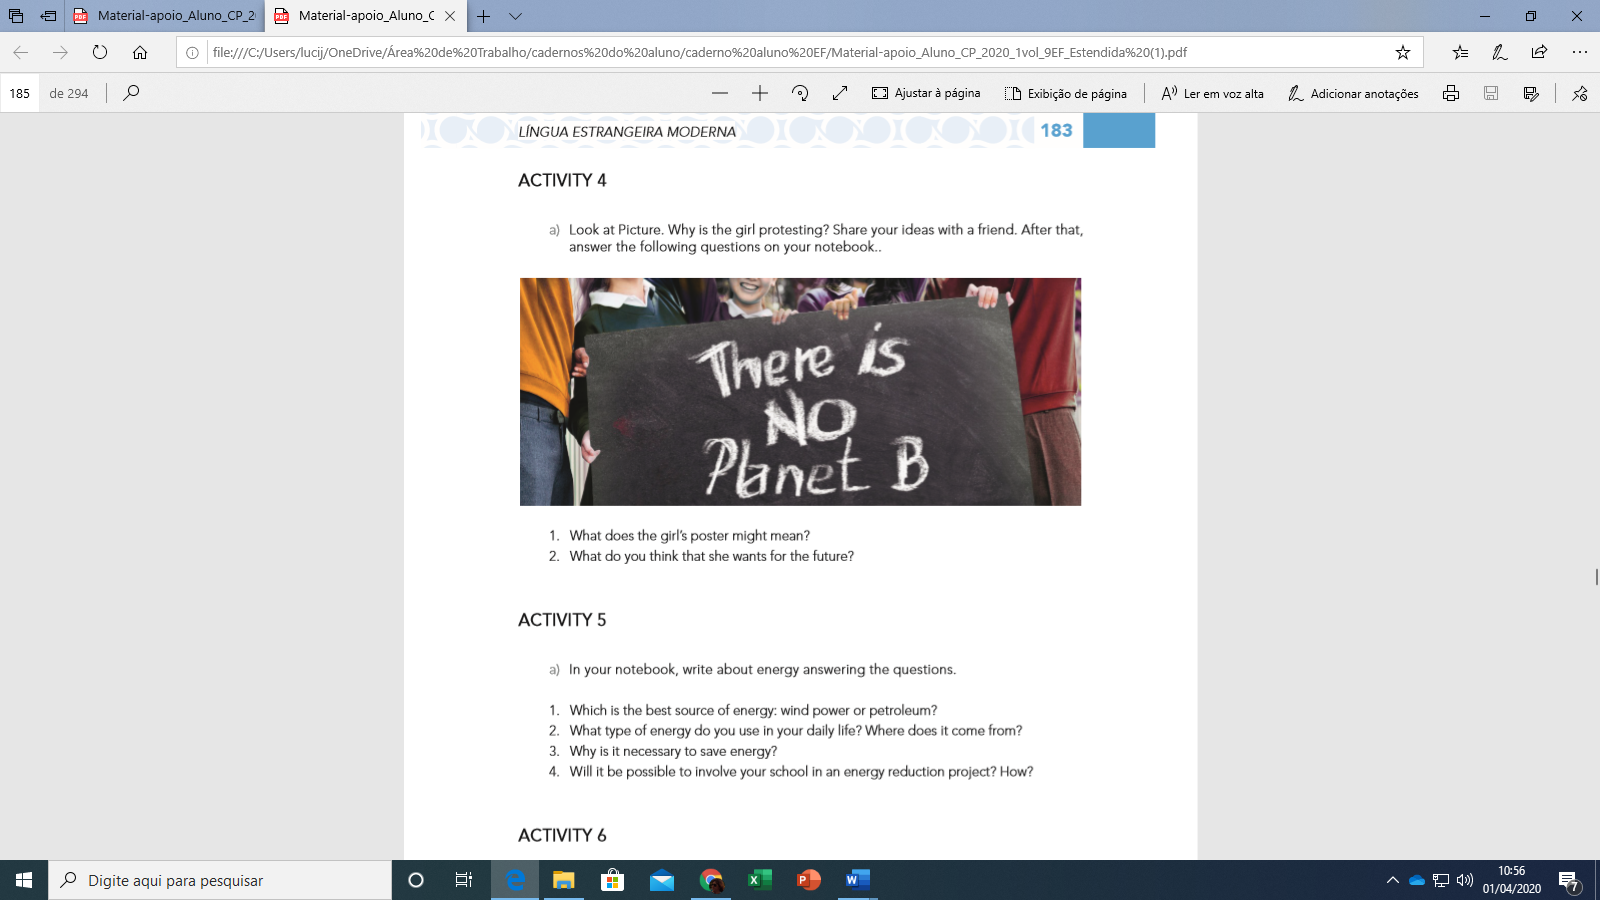 Material-apoio_Aluno_CP_2
Material-apoio_Aluno_C
file:///C:/Users/lucij/OneDrive/Área%20de%20Trabalho/cadernos%20do%20aluno/caderno%20aluno%20EF/Material-apoio_Aluno_CP_2020_1vol_9EF_Estendida%20(1).pdf
185 de 294
Ajustar à página
Exibição de página
Ler em voz alta
Adicionar anotações
LÍNGUA ESTRANGEIRA MODERNA 183
ACTIVITY 4
a) Look at Picture. Why is the girl protesting? Share your ideas with a friend. After that,
answer the following questions on your notebook..
There is
NO
Planet B
1. What does the girl's poster might mean?
2. What do you think that she wants for the future?
ACTIVITY 5
a) In your notebook, write about energy answering the questions.
1. Which is the best source of energy: wind power or petroleum?
2. What type of energy do you use in your daily life? Where does it come from?
3. Why is it necessary to save energy?
4. Will it be possible to involve your school in an energy reduction project? How?
ACTIVITY 6
Digite aqui para pesquisar
10:56
01/04/2020
7